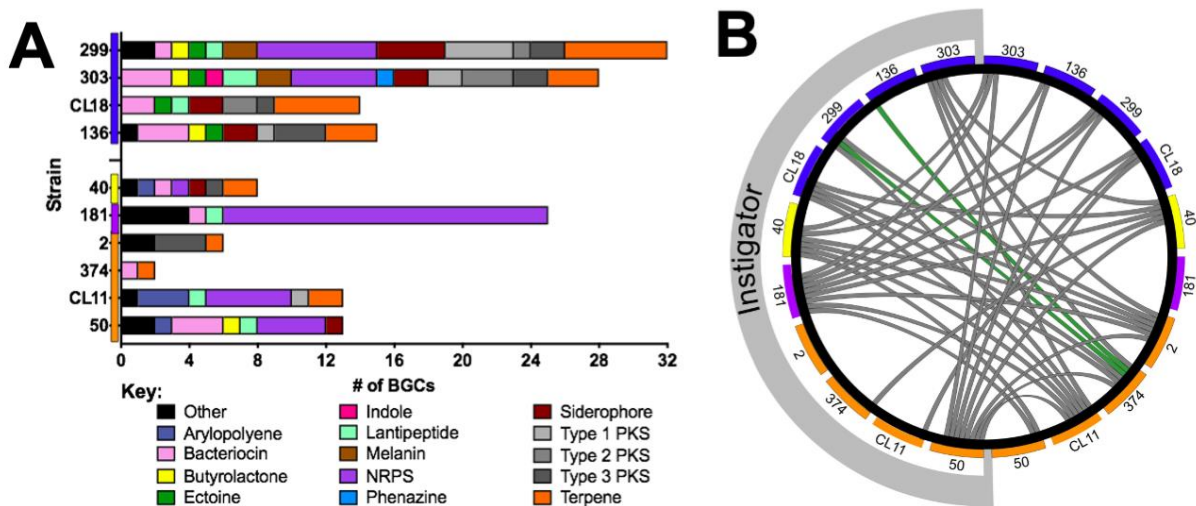 A
Strain
299
303
CL18
136
40
181
2
374
CL11
50
0 4 8 12 16 20 24 28 32
# of BGCs
Key:
Other
Arylopolyene
Bacteriocin
Butyrolactone
Ectoine
Indole
Lantipeptide
Melanin
NRPS
Phenazine
Siderophore
Type 1 PKS
Type 2 PKS
Type 3 PKS
Terpene
B
Instigator
303
136
299
CL18
40
181
2
374
CL11
50
303
136
299
CL18
40
181
2
374
CL11
50